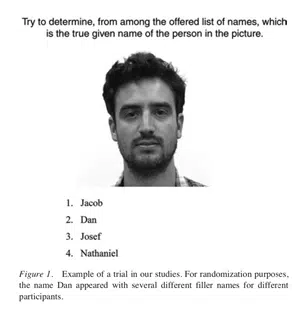 Try to determine, from among the offered list of names, which
is the true given name of the person in the picture.
1. Jacob
2. Dan
3. Josef
4. Nathaniel
Figure 1. Example of a trial in our studies. For randomization purposes,
the name Dan appeared with several different filler names for different
participants.